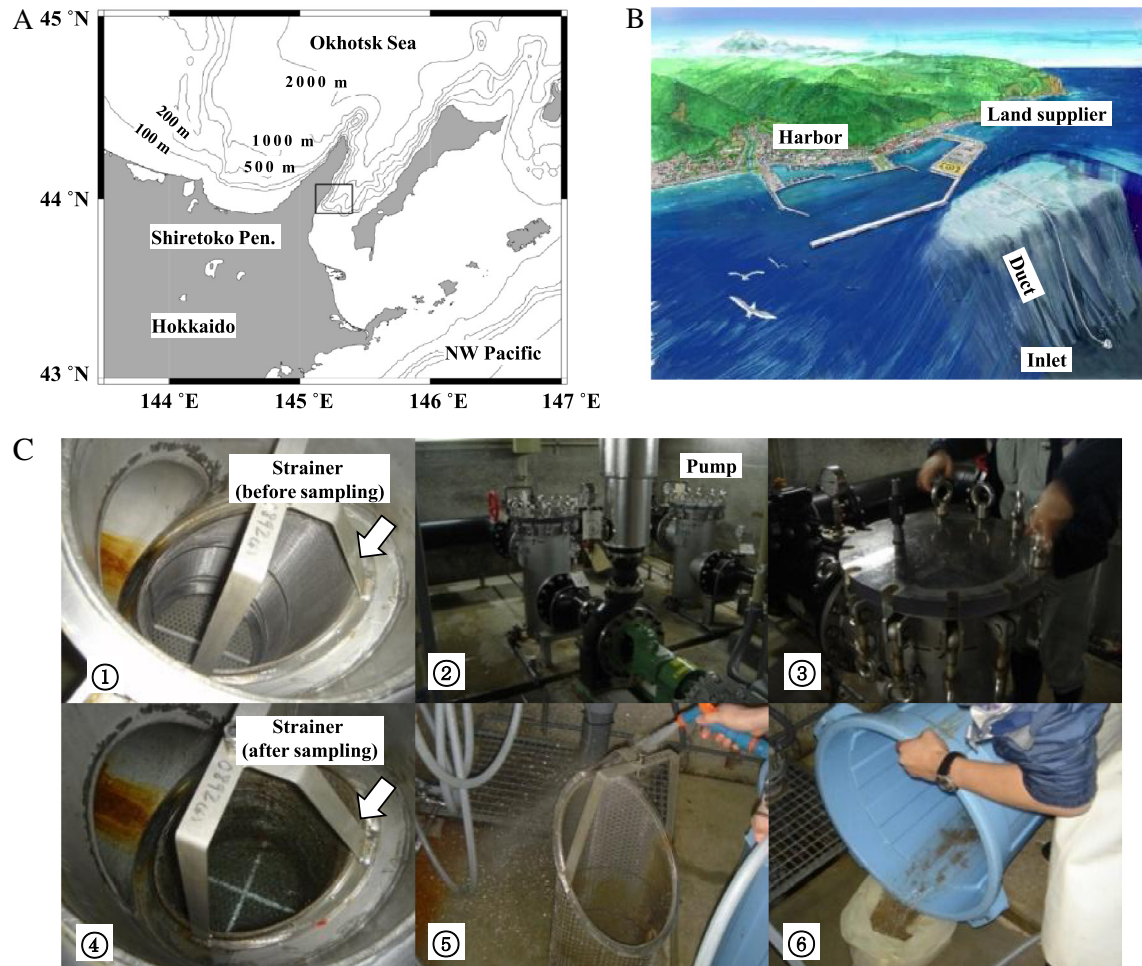 A
45 ˚N
44 ˚N
43 ˚N
144 ˚E
145 ˚E
146 ˚E
147 ˚E
Okhotsk Sea
2000 m
200 m
100 m
1000 m
500 m
Shiretoko Pen.
Hokkaido
NW Pacific
B
Harbor
Land supplier
Duct
Inlet
C
Strainer
(before sampling)
①
Pump
②
③
Strainer
(after sampling)
④
⑤
⑥